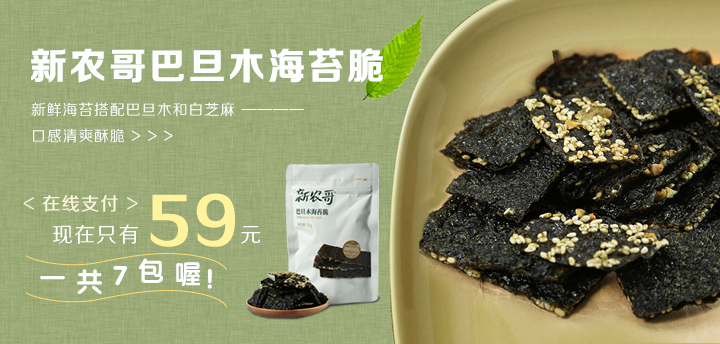 新农哥巴旦木海苔脆
新鲜海苔搭配巴旦木和白芝麻 ————
口感清爽酥脆 > > >
< 在线支付 >
现在只有 59 元
一共7包喔！
新农哥
巴旦木海苔脆